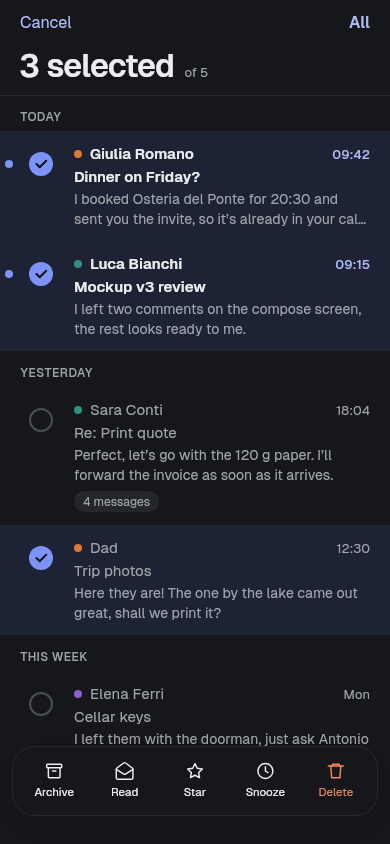 Cancel
All
3 selected of 5
TODAY
Giulia Romano 09:42
Dinner on Friday?
I booked Osteria del Ponte for 20:30 and
sent you the invite, so it’s already in your cal…
Luca Bianchi 09:15
Mockup v3 review
I left two comments on the compose screen,
the rest looks ready to me.
YESTERDAY
Sara Conti 18:04
Re: Print quote
Perfect, let’s go with the 120 g paper. I’ll
forward the invoice as soon as it arrives.
4 messages
Dad 12:30
Trip photos
Here they are! The one by the lake came out
great, shall we print it?
THIS WEEK
Elena Ferri Mon
Cellar keys
I left them with the doorman, just ask Antonio
Archive
Read
Star
Snooze
Delete